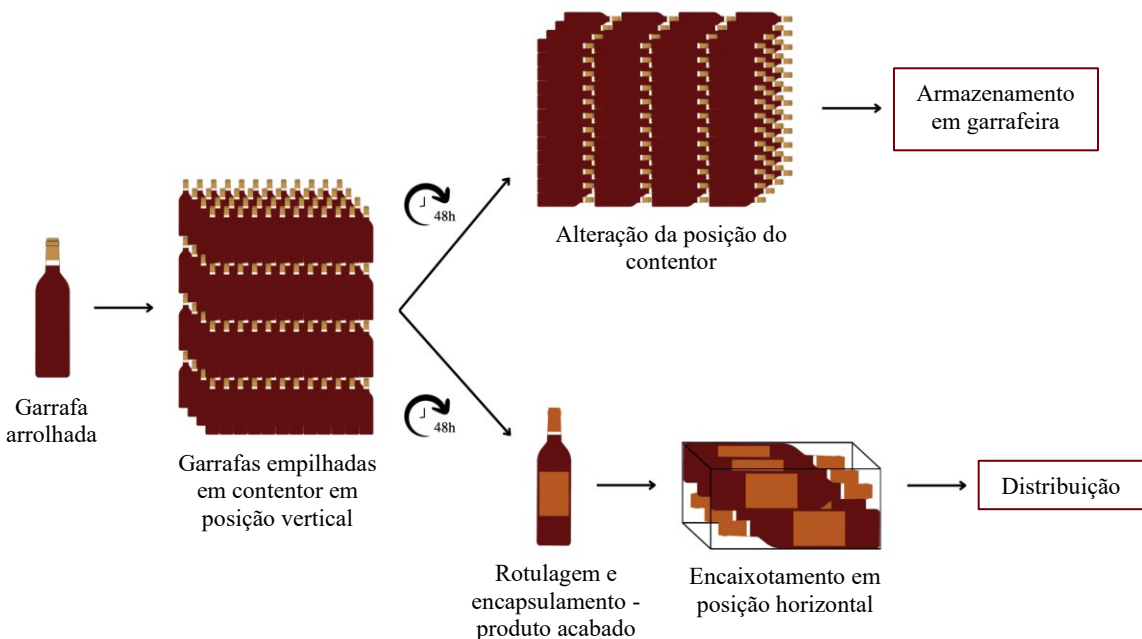 Garrafa
arrolhada
Garrafas empilhadas
em contentor em
posição vertical
48h
48h
Alteração da posição do
contentor
Armazenamento
em garrafeira
Rotulagem e
encapsulamento -
produto acabado
Encaixotamento em
posição horizontal
Distribuição